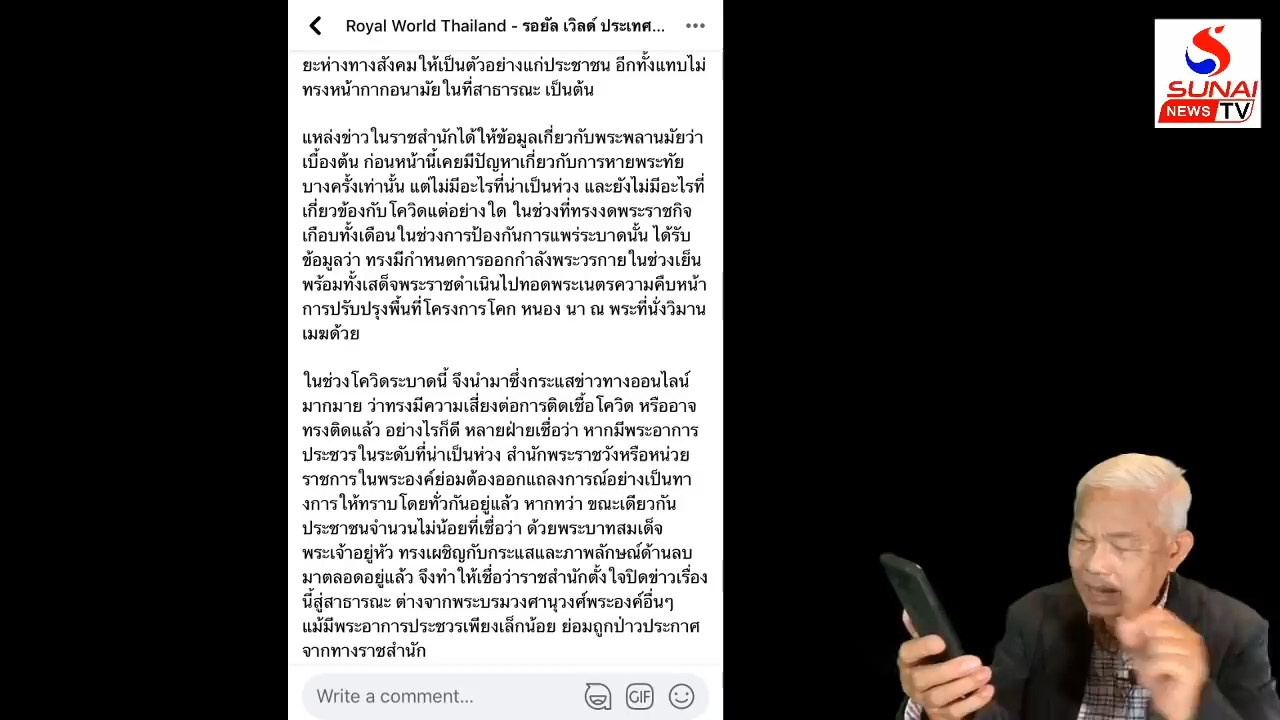 Royal World Thailand - รอยัล เวิลด์ ประเทศ...
SUNAI
NEWS TV
ยะห่างทางสังคมให้เป็นตัวอย่างแก่ประชาชน อีกทั้งแทบไม่
ทรงหน้ากากอนามัยในที่สาธารณะ เป็นต้น
แหล่งข่าวในราชสำนักได้ให้ข้อมูลเกี่ยวกับพระพลานมัยว่า
เบื้องต้น ก่อนหน้านี้เคยมีปัญหาเกี่ยวกับการหายพระทัย
บางครั้งเท่านั้น แต่ไม่มีอะไรที่น่าเป็นห่วง และยังไม่มีอะไรที่
เกี่ยวข้องกับโควิดแต่อย่างใด ในช่วงที่ทรงงดพระราชกิจ
เกือบทั้งเดือนในช่วงการป้องกันการแพร่ระบาดนั้น ได้รับ
ข้อมูลว่า ทรงมีกำหนดการออกกำลังพระวรกายในช่วงเย็น
พร้อมทั้งเสด็จพระราชดำเนินไปทอดพระเนตรความคืบหน้า
การปรับปรุงพื้นที่โครงการโคก หนอง นา ณ พระที่นั่งวิมาน
เมฆด้วย
ในช่วงโควิดระบาดนี้ จึงนำมาซึ่งกระแสข่าวทางออนไลน์
มากมาย ว่าทรงมีความเสี่ยงต่อการติดเชื้อโควิด หรืออาจ
ทรงติดแล้ว อย่างไรก็ดี หลายฝ่ายเชื่อว่า หากมีพระอาการ
ประชวรในระดับที่น่าเป็นห่วง สำนักพระราชวังหรือหน่วย
ราชการในพระองค์ย่อมต้องออกแถลงการณ์อย่างเป็นทา
งการให้ทราบโดยทั่วกันอยู่แล้ว หากทว่า ขณะเดียวกัน
ประชาชนจำนวนไม่น้อยที่เชื่อว่า ด้วยพระบาทสมเด็จ
พระเจ้าอยู่หัว ทรงเผชิญกับกระแสและภาพลักษณ์ด้านลบ
มาตลอดอยู่แล้ว จึงทำให้เชื่อว่าราชสำนักตั้งใจปิดข่าวเรื่อง
นี้สู่สาธารณะ ต่างจากพระบรมวงศานุวงศ์พระองค์อื่นๆ
แม้มีพระอาการประชวรเพียงเล็กน้อย ย่อมถูกป่าวประกาศ
จากทางราชสำนัก
Write a comment...
GIF